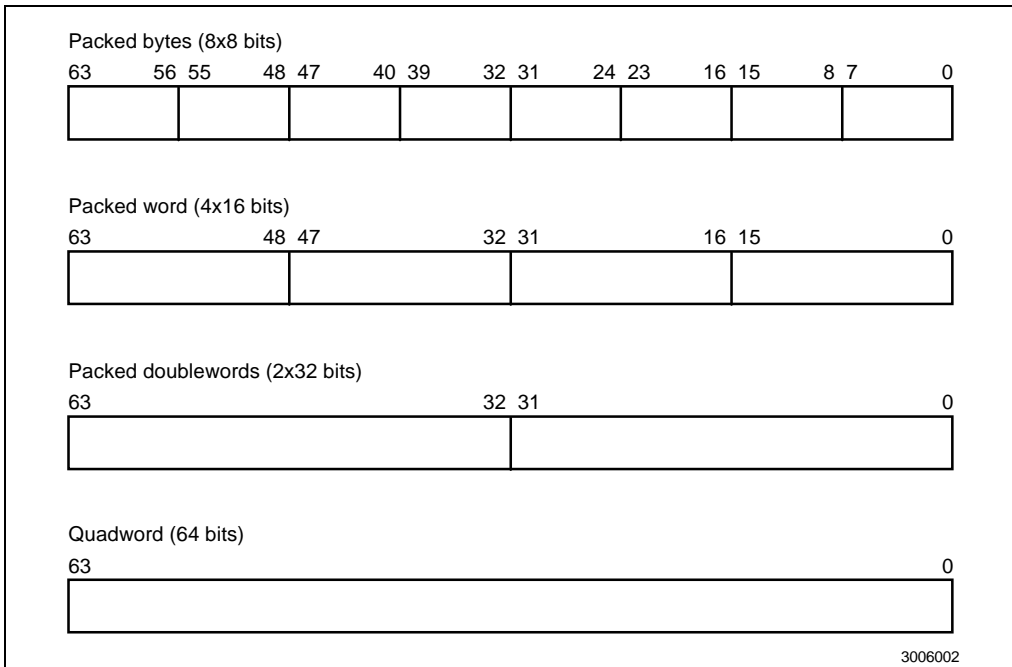 Packed bytes (8x8 bits)
63 56 55 48 47 40 39 32 31 24 23 16 15 8 7 0
Packed word (4x16 bits)
63 48 47 32 31 16 15 0
Packed doublewords (2x32 bits)
63 32 31 0
Quadword (64 bits)
63 0
3006002